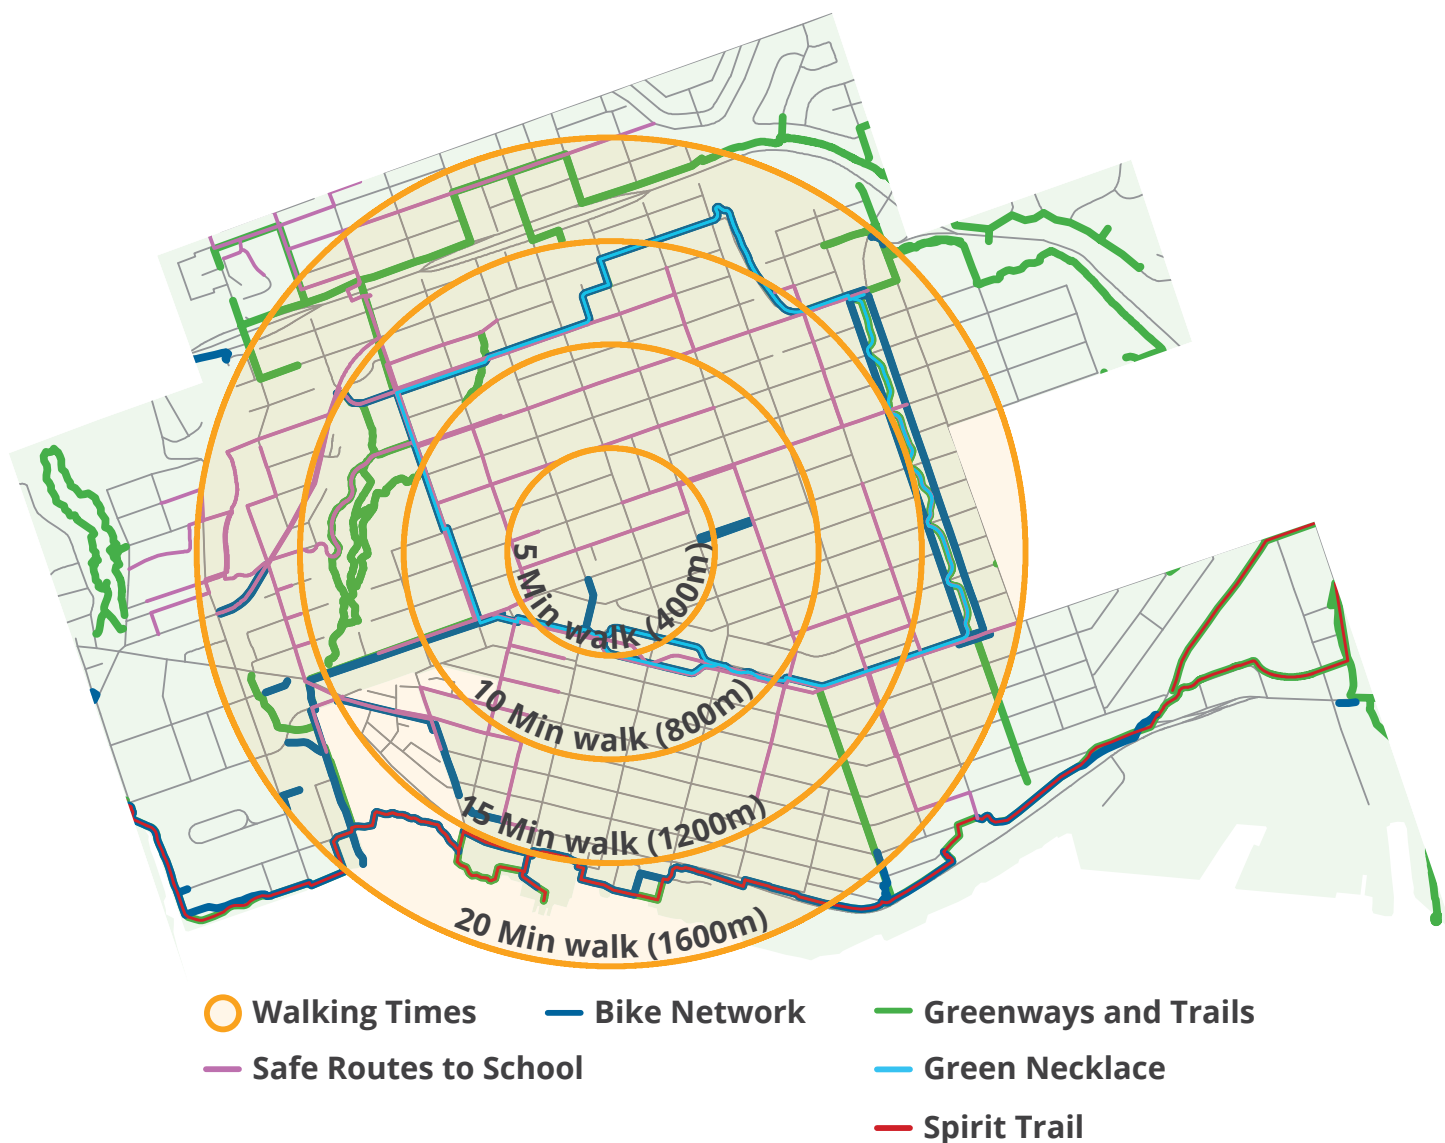 5 Min walk (400m)
10 Min walk (800m)
15 Min walk (1200m)
20 Min walk (1600m)
Walking Times
Bike Network
Greenways and Trails
Safe Routes to School
Green Necklace
Spirit Trail